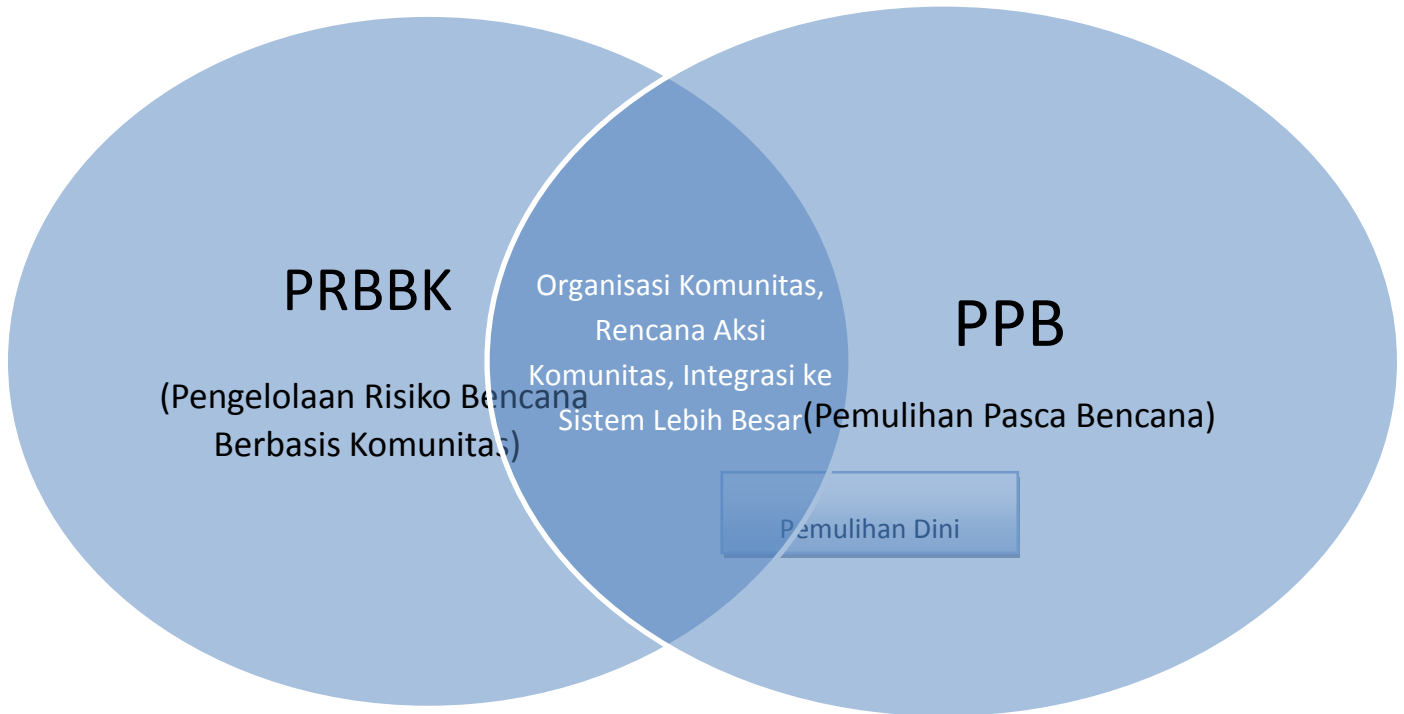 PRBBK
(Pengelolaan Risiko Bencana
Berbasis Komunitas)
Organisasi Komunitas,
Rencana Aksi
Komunitas, Integrasi ke
Sistem Lebih Besar
PPB
(Pemulihan Pasca Bencana)
Pemulihan Dini